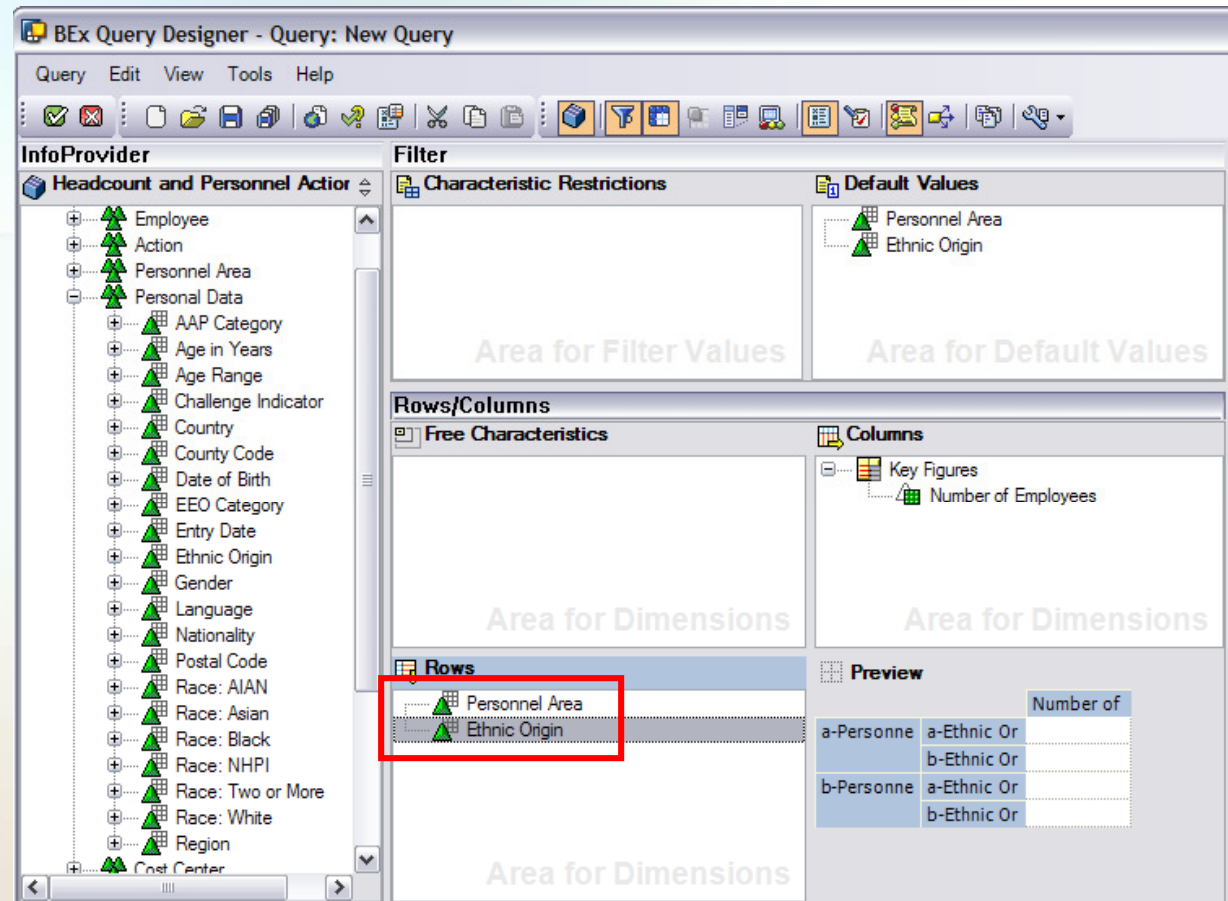 BEx Query Designer - Query: New Query
Query Edit View Tools Help
InfoProvider
Headcount and Personnel Action
Employee
Action
Personnel Area
Personal Data
AAP Category
Age in Years
Age Range
Challenge Indicator
Country
County Code
Date of Birth
EEO Category
Entry Date
Ethnic Origin
Gender
Language
Nationality
Postal Code
Race: AIAN
Race: Asian
Race: Black
Race: NHPI
Race: Two or More
Race: White
Region
Cost Center
Filter
Characteristic Restrictions
Area for Filter Values
Default Values
Personnel Area
Ethnic Origin
Area for Default Values
Rows/Columns
Free Characteristics
Area for Dimensions
Columns
Key Figures
Number of Employees
Area for Dimensions
Rows
Personnel Area
Ethnic Origin
Area for Dimensions
Preview
Number of
a-Personne a-Ethnic Or
b-Ethnic Or
b-Personne a-Ethnic Or
b-Ethnic Or